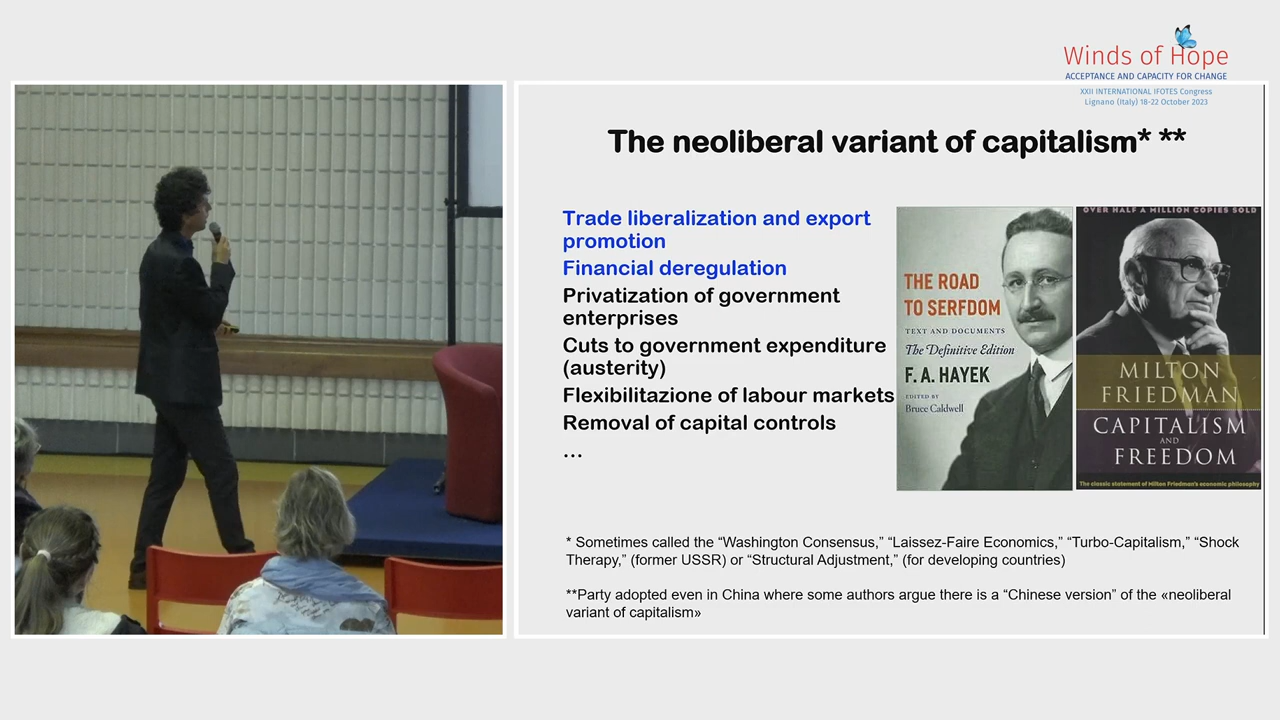 Winds of Hope
ACCEPTANCE AND CAPACITY FOR CHANGE
XXII INTERNATIONAL IFOTES Congress
Lignano (Italy) 18-22 October 2023
The neoliberal variant of capitalism* **
Trade liberalization and export
promotion
Financial deregulation
Privatization of government
enterprises
Cuts to government expenditure
(austerity)
Flexibilitazione of labour markets
Removal of capital controls
...
THE ROAD
TO SERFDOM
TEXT AND DOCUMENTS
The Definitive Edition
F. A. HAYEK
EDITED BY
Bruce Caldwell
OVER HALF A MILLION COPIES SOLD
MILTON
FRIEDMAN
CAPITALISM
AND
FREEDOM
The classic statement of Milton Friedman's economic philosophy
* Sometimes called the “Washington Consensus,” “Laissez-Faire Economics,” “Turbo-Capitalism,” “Shock
Therapy,” (former USSR) or “Structural Adjustment,” (for developing countries)
**Party adopted even in China where some authors argue there is a “Chinese version” of the «neoliberal
variant of capitalism»